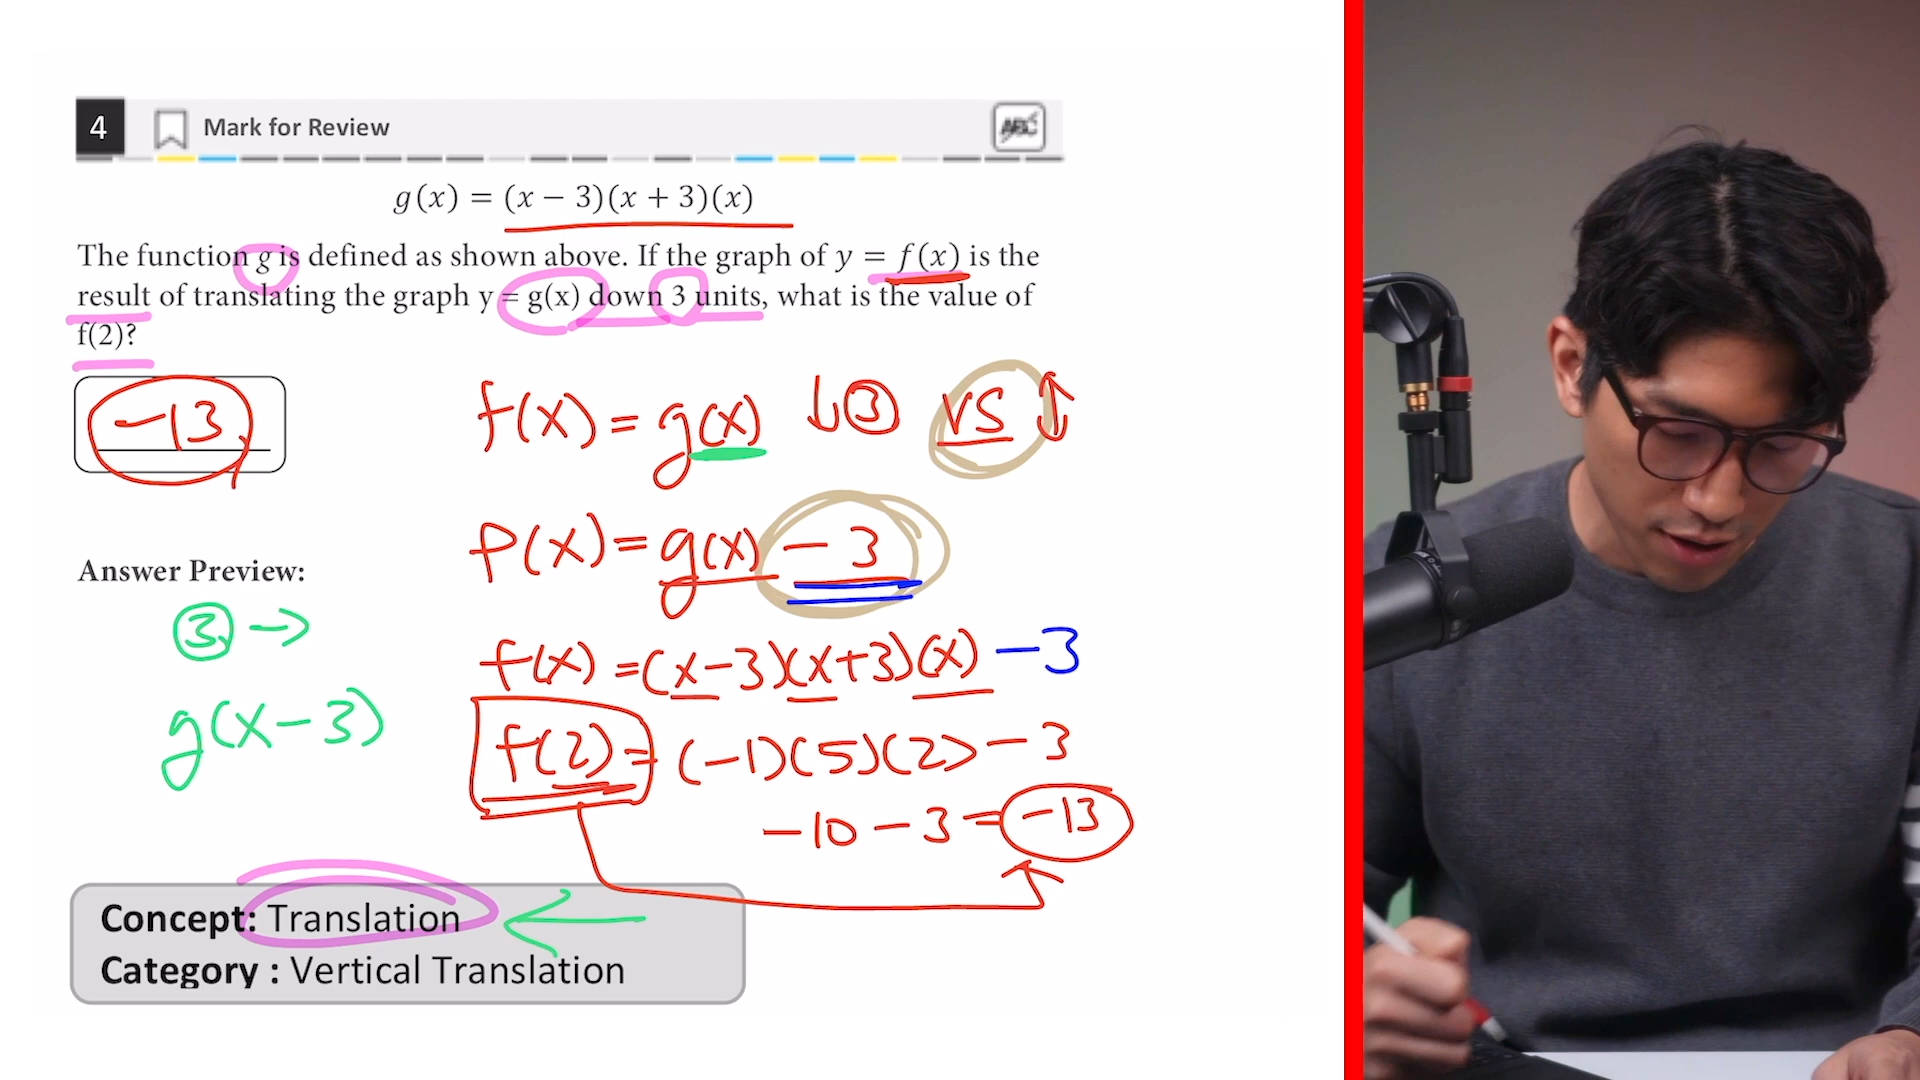 4 Mark for Review ABC
g(x) = (x − 3)(x + 3)(x)
The function g is defined as shown above. If the graph of y = f(x) is the
result of translating the graph y = g(x) down 3 units, what is the value of
f(2)?
-13
f(x) = g(x) ↓3 VS ↕
f(x) = g(x) - 3
Answer Preview:
3 →
g(x-3)
f(x) = (x-3)(x+3)(x) - 3
f(2) = (-1)(5)(2) - 3
-10 - 3 = -13
Concept: Translation
Category : Vertical Translation